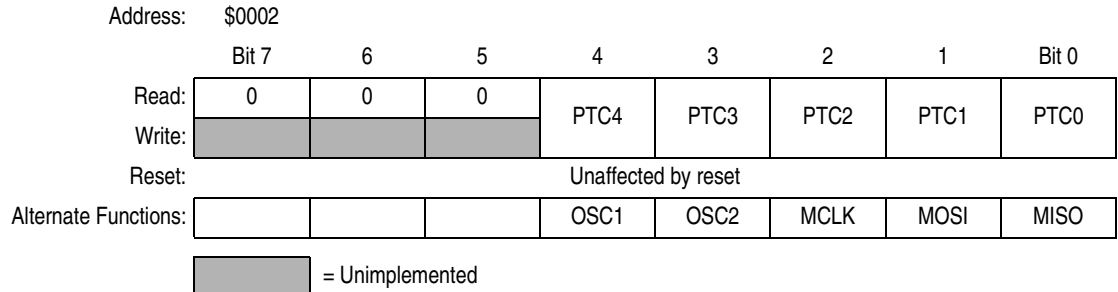 Address: $0002
Bit 7 6 5 4 3 2 1 Bit 0
Read: 0 0 0 PTC4 PTC3 PTC2 PTC1 PTC0
Write:
Reset: Unaffected by reset
Alternate Functions: OSC1 OSC2 MCLK MOSI MISO
= Unimplemented